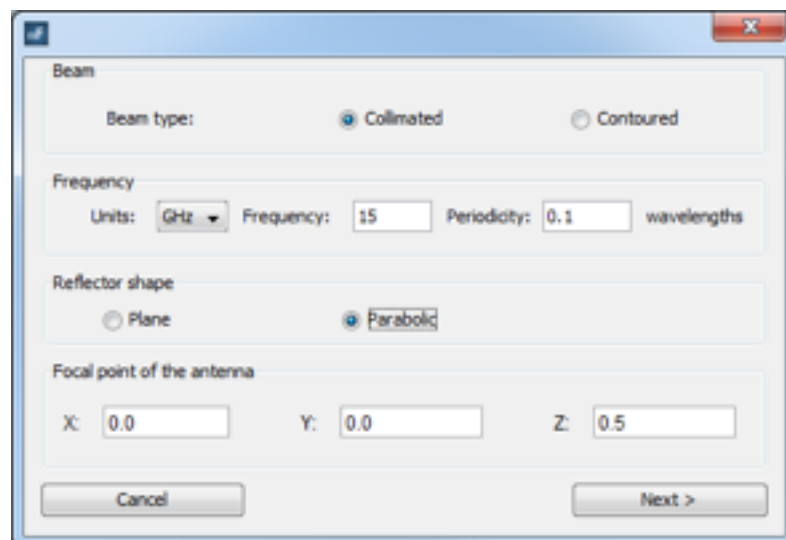 Beam
Beam type: Collimated Contoured
Frequency
Units: GHz Frequency: 15 Periodicity: 0.1 wavelengths
Reflector shape
Plane Parabolic
Focal point of the antenna
X: 0.0 Y: 0.0 Z: 0.5
Cancel Next >